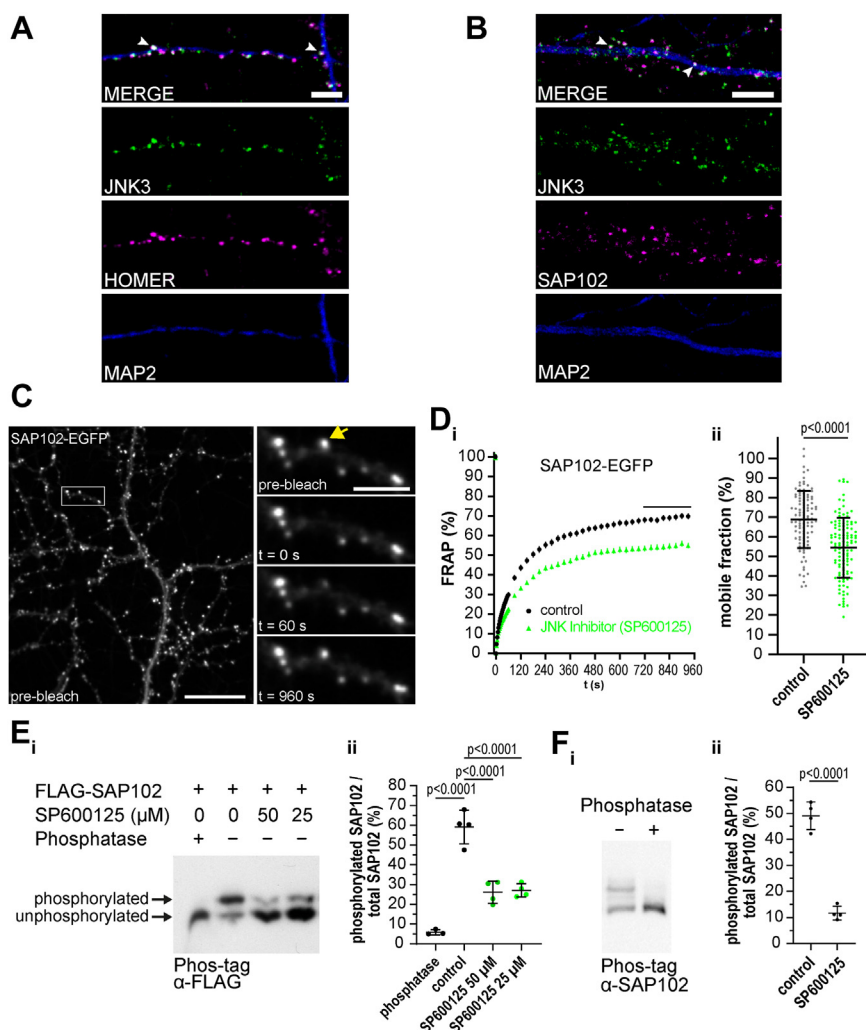 A
MERGE
JNK3
HOMER
MAP2
B
MERGE
JNK3
SAP102
MAP2
C
SAP102-EGFP
pre-bleach
pre-bleach
t = 0 s
t = 60 s
t = 960 s
D
i
SAP102-EGFP
FRAP (%)
100
90
80
70
60
50
40
30
20
10
0
control
JNK Inhibitor (SP600125)
0 120 240 360 480 600 720 840 960
t (s)
ii
p<0.0001
mobile fraction (%)
110
100
90
80
70
60
50
40
30
20
10
0
control
SP600125
E
i
FLAG-SAP102 + + + +
SP600125 (µM) 0 0 50 25
Phosphatase + − − −
phosphorylated
unphosphorylated
Phos-tag
α-FLAG
ii
phosphorylated SAP102 /
total SAP102 (%)
p<0.0001
p<0.0001
p<0.0001
80
70
60
50
40
30
20
10
0
phosphatase
control
SP600125 50 µM
SP600125 25 µM
F
i
Phosphatase
− +
Phos-tag
α-SAP102
ii
phosphorylated SAP102 /
total SAP102 (%)
p<0.0001
60
50
40
30
20
10
0
control
SP600125